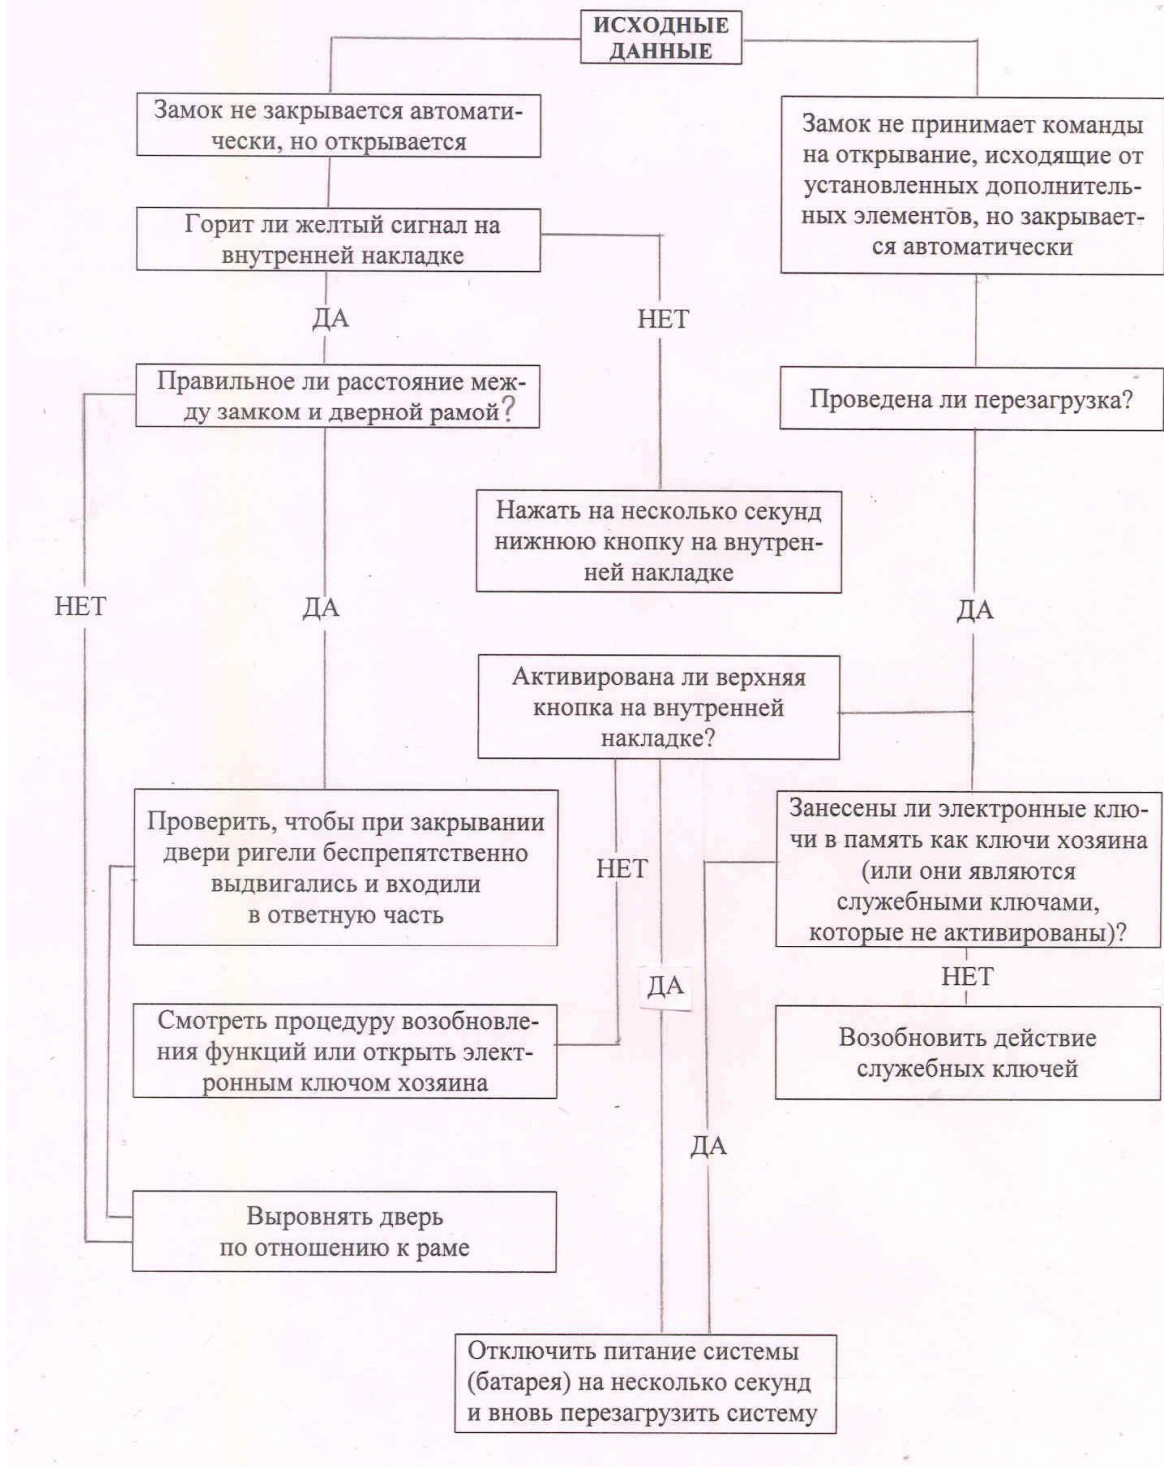 ИСХОДНЫЕ
ДАННЫЕ
Замок не закрывается автомати-
чески, но открывается
Замок не принимает команды
на открывание, исходящие от
установленных дополнитель-
ных элементов, но закрывает-
ся автоматически
Горит ли желтый сигнал на
внутренней накладке
ДА
НЕТ
Правильное ли расстояние меж-
ду замком и дверной рамой?
Проведена ли перезагрузка?
Нажать на несколько секунд
нижнюю кнопку на внутрен-
ней накладке
НЕТ
ДА
ДА
Активирована ли верхняя
кнопка на внутренней
накладке?
Проверить, чтобы при закрывании
двери ригели беспрепятственно
выдвигались и входили
в ответную часть
НЕТ
Занесены ли электронные клю-
чи в память как ключи хозяина
(или они являются
служебными ключами,
которые не активированы)?
ДА
НЕТ
Смотреть процедуру возобновле-
ния функций или открыть элект-
ронным ключом хозяина
Возобновить действие
служебных ключей
ДА
Выровнять дверь
по отношению к раме
Отключить питание системы
(батарея) на несколько секунд
и вновь перезагрузить систему